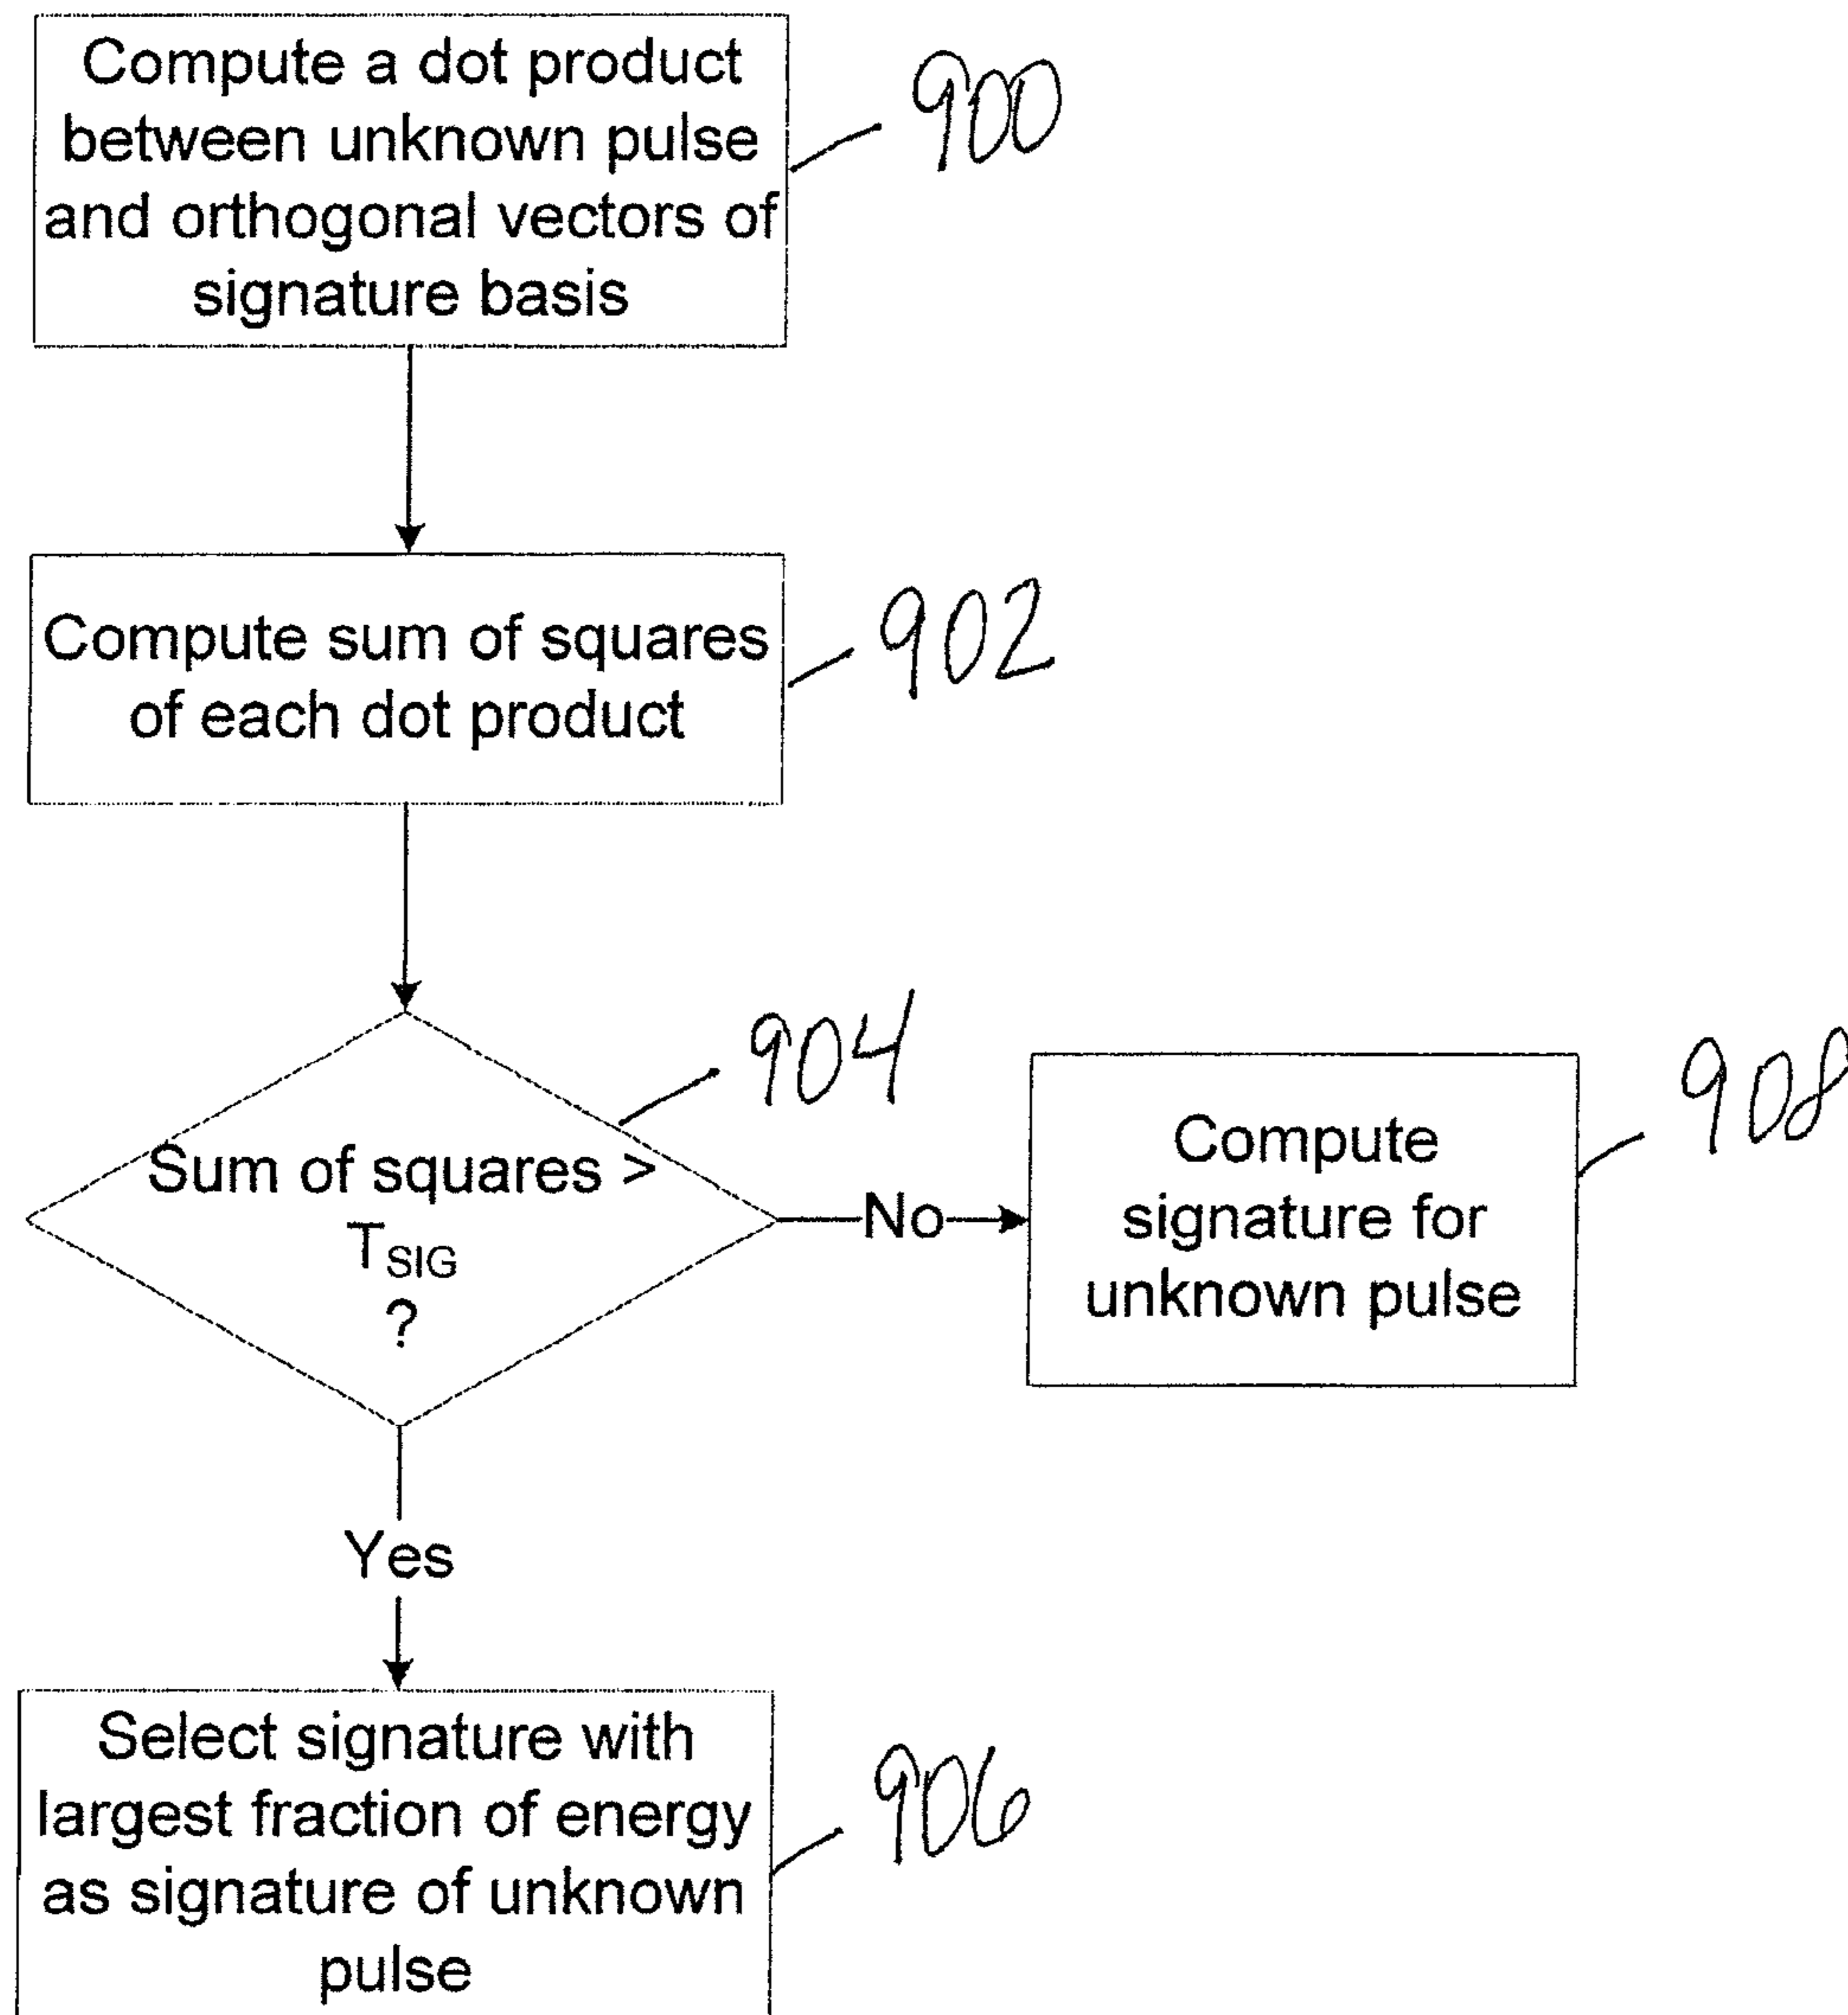 Compute a dot product
between unknown pulse
and orthogonal vectors of
signature basis
900
Compute sum of squares
of each dot product
902
Sum of squares >
T_SIG
?
904
No
Compute
signature for
unknown pulse
908
Yes
Select signature with
largest fraction of energy
as signature of unknown
pulse
906